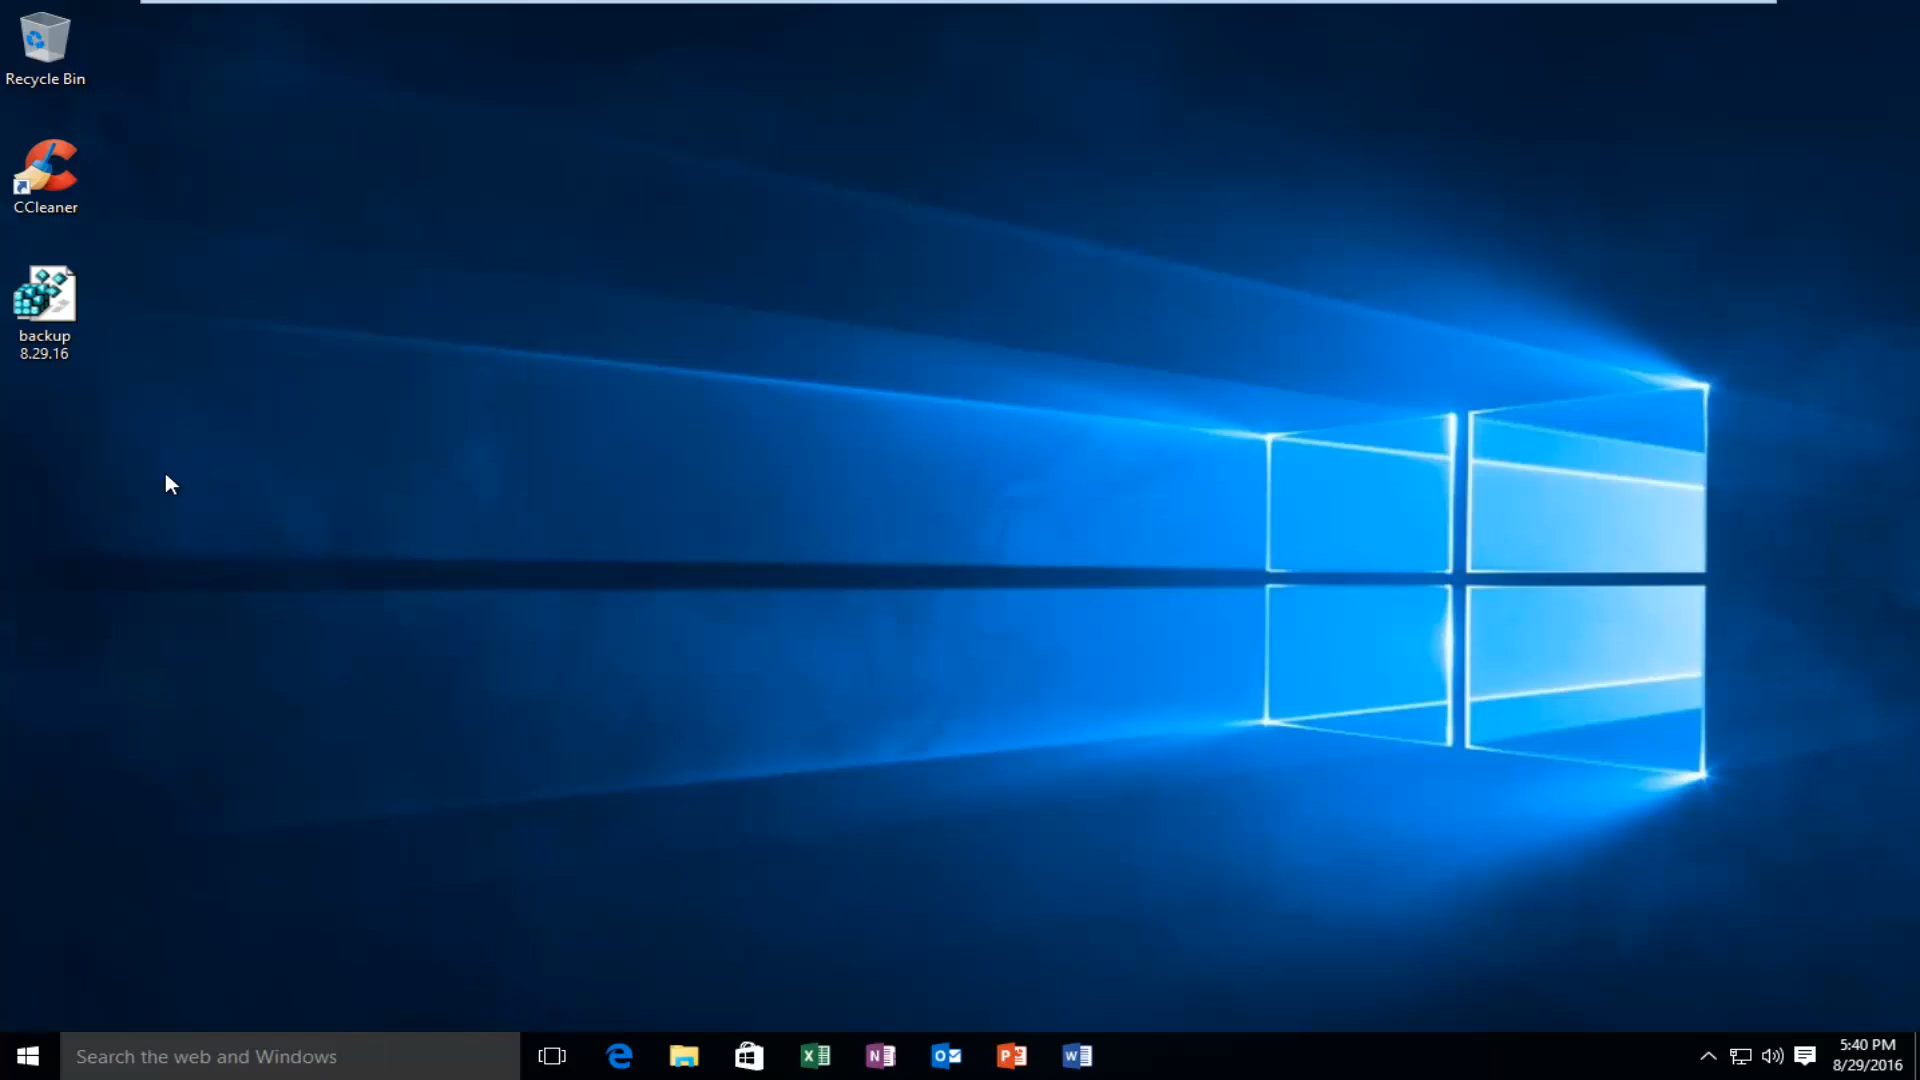 Recycle Bin
CCleaner
backup
8.29.16
Search the web and Windows
5:40 PM
8/29/2016